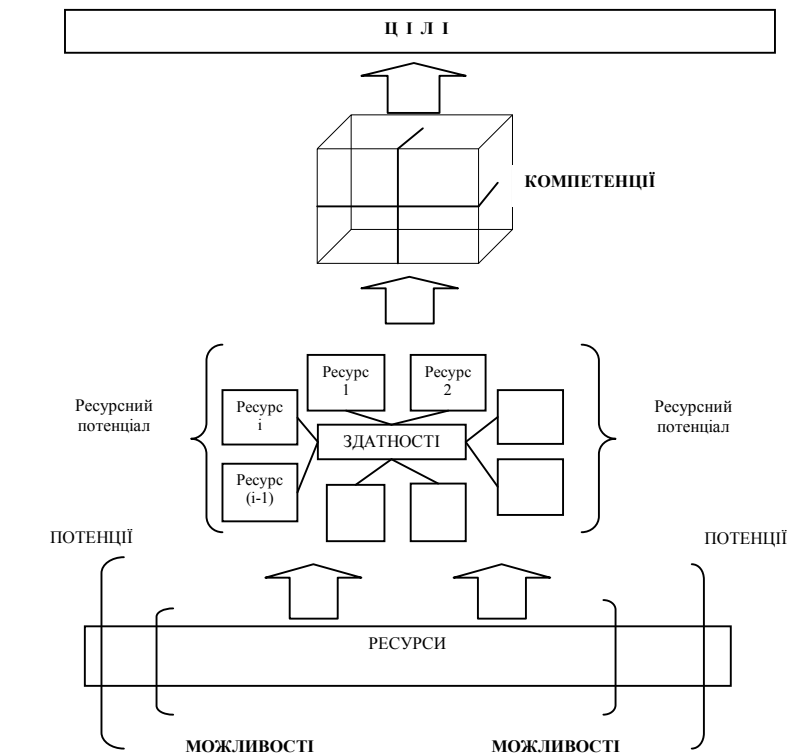 Ц І Л І
КОМПЕТЕНЦІЇ
Ресурс
1
Ресурс
2
Ресурсний
потенціал
Ресурс
і
ЗДАТНОСТІ
Ресурс
(і-1)
Ресурсний
потенціал
ПОТЕНЦІЇ
ПОТЕНЦІЇ
РЕСУРСИ
МОЖЛИВОСТІ
МОЖЛИВОСТІ